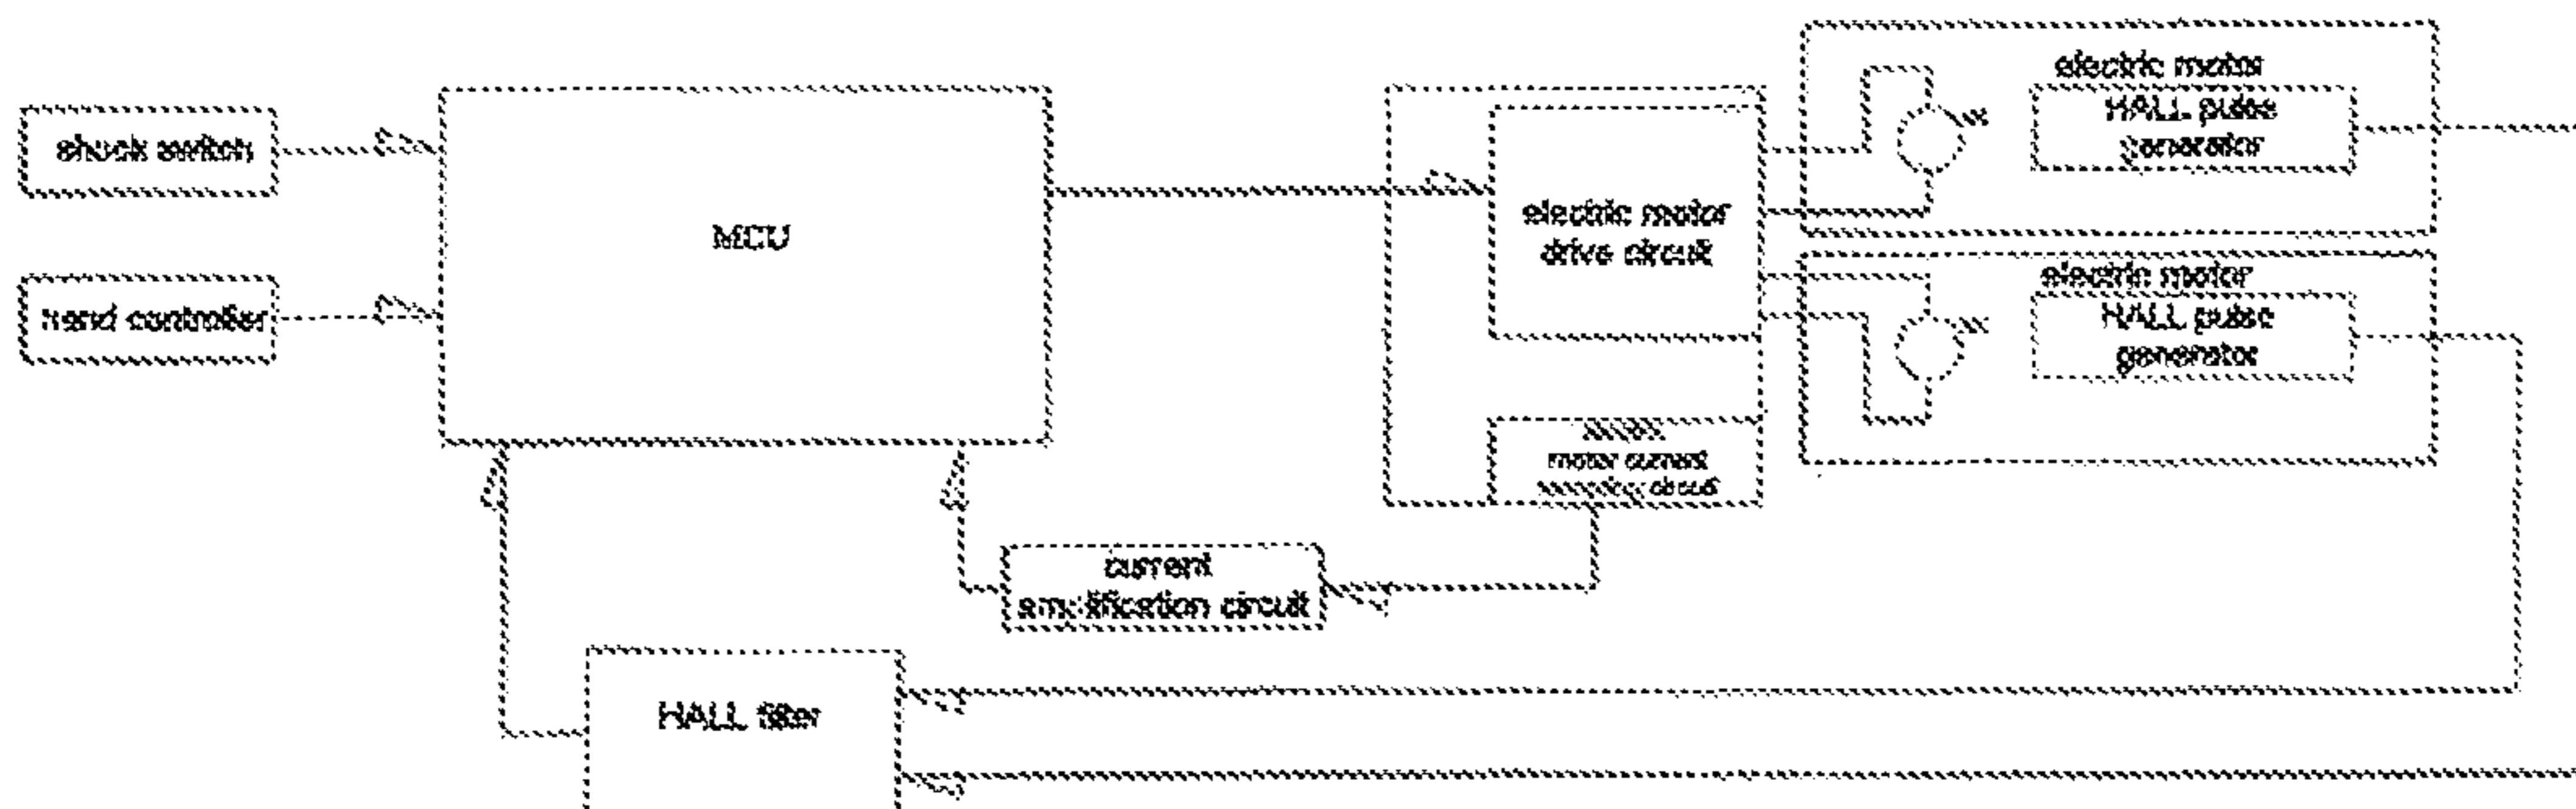 electric motor
HALL pulse
generator
shock switch
MCU
electric motor
drive circuit
hand controller
electric motor
HALL pulse
generator
motor current
circuit
current
amplification circuit
HALL filter